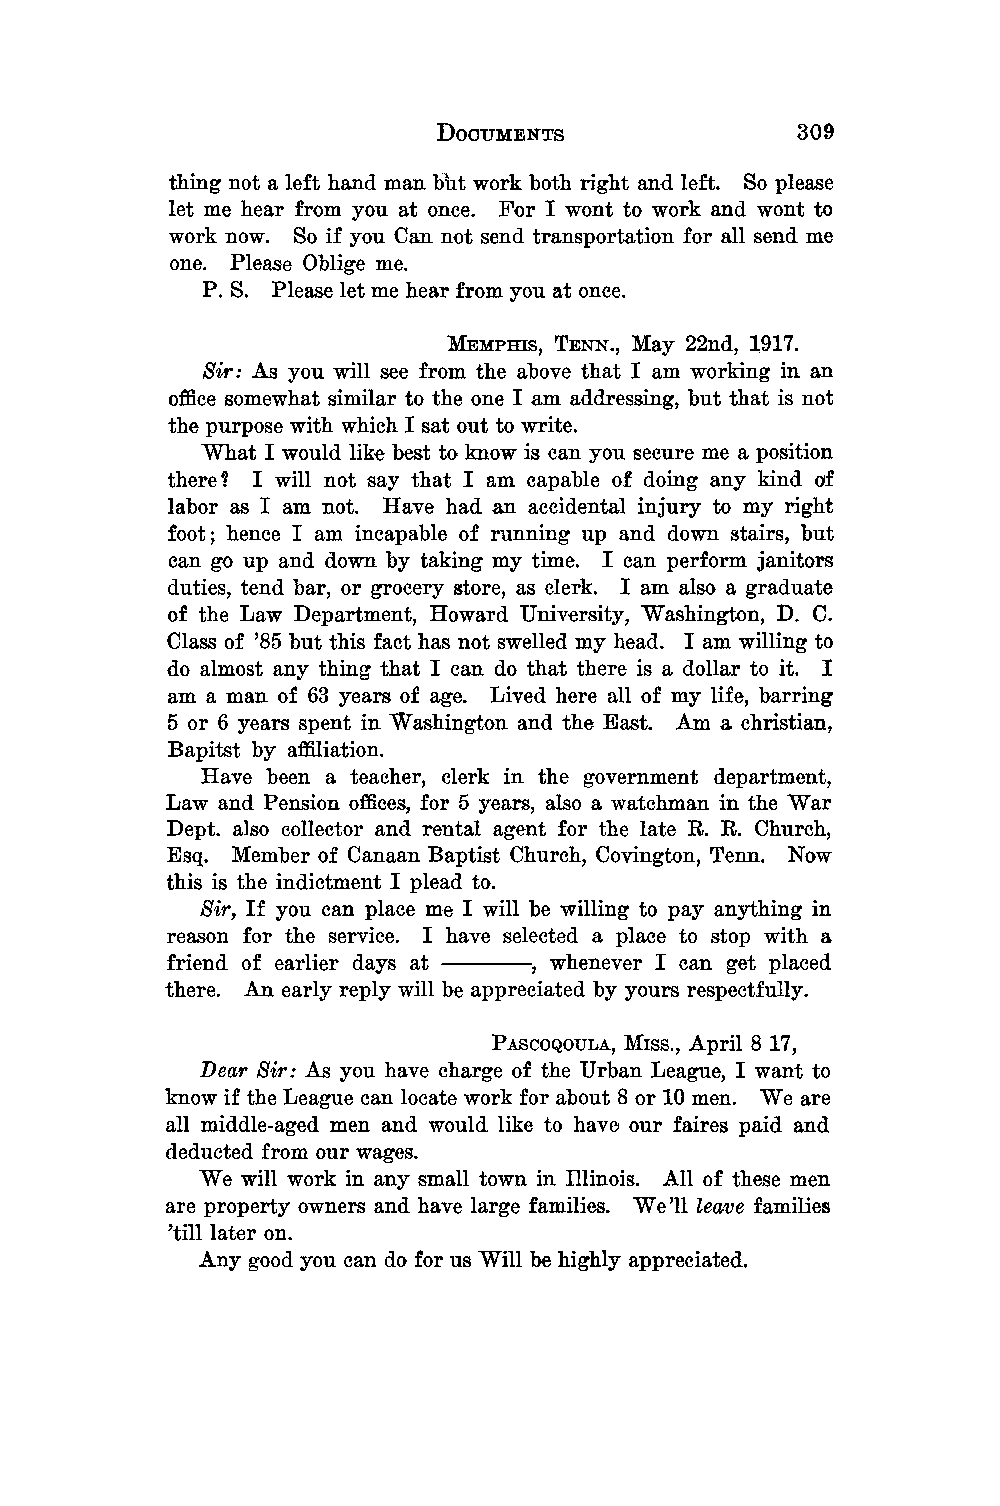 DOCUMENTS 309
thing not a left hand man but work both right and left. So please
let me hear from you at once. For I wont to work and wont to
work now. So if you Can not send transportation for all send me
one. Please Oblige me.
P. S. Please let me hear from you at once.
MEMPHIS, TENN., May 22nd, 1917.
Sir: As you will see from the above that I am working in an
office somewhat similar to the one I am addressing, but that is not
the purpose with which I sat out to write.
What I would like best to know is can you secure me a position
there? I will not say that I am capable of doing any kind of
labor as I am not. Have had an accidental injury to my right
foot; hence I am incapable of running up and down stairs, but
can go up and down by taking my time. I can perform janitors
duties, tend bar, or grocery store, as clerk. I am also a graduate
of the Law Department, Howard University, Washington, D. C.
Class of '85 but this fact has not swelled my head. I am willing to
do almost any thing that I can do that there is a dollar to it. I
am a man of 63 years of age. Lived here all of my life, barring
5 or 6 years spent in Washington and the East. Am a christian,
Bapitst by affiliation.
Have been a teacher, clerk in the government department,
Law and Pension offices, for 5 years, also a watchman in the War
Dept. also collector and rental agent for the late R. R. Church,
Esq. Member of Canaan Baptist Church, Covington, Tenn. Now
this is the indictment I plead to.
Sir, If you can place me I will be willing to pay anything in
reason for the service. I have selected a place to stop with a
friend of earlier days at ———, whenever I can get placed
there. An early reply will be appreciated by yours respectfully.
PASCOQOULA, MISS., April 8 17,
Dear Sir: As you have charge of the Urban League, I want to
know if the League can locate work for about 8 or 10 men. We are
all middle-aged men and would like to have our faires paid and
deducted from our wages.
We will work in any small town in Illinois. All of these men
are property owners and have large families. We'll leave families
'till later on.
Any good you can do for us Will be highly appreciated.